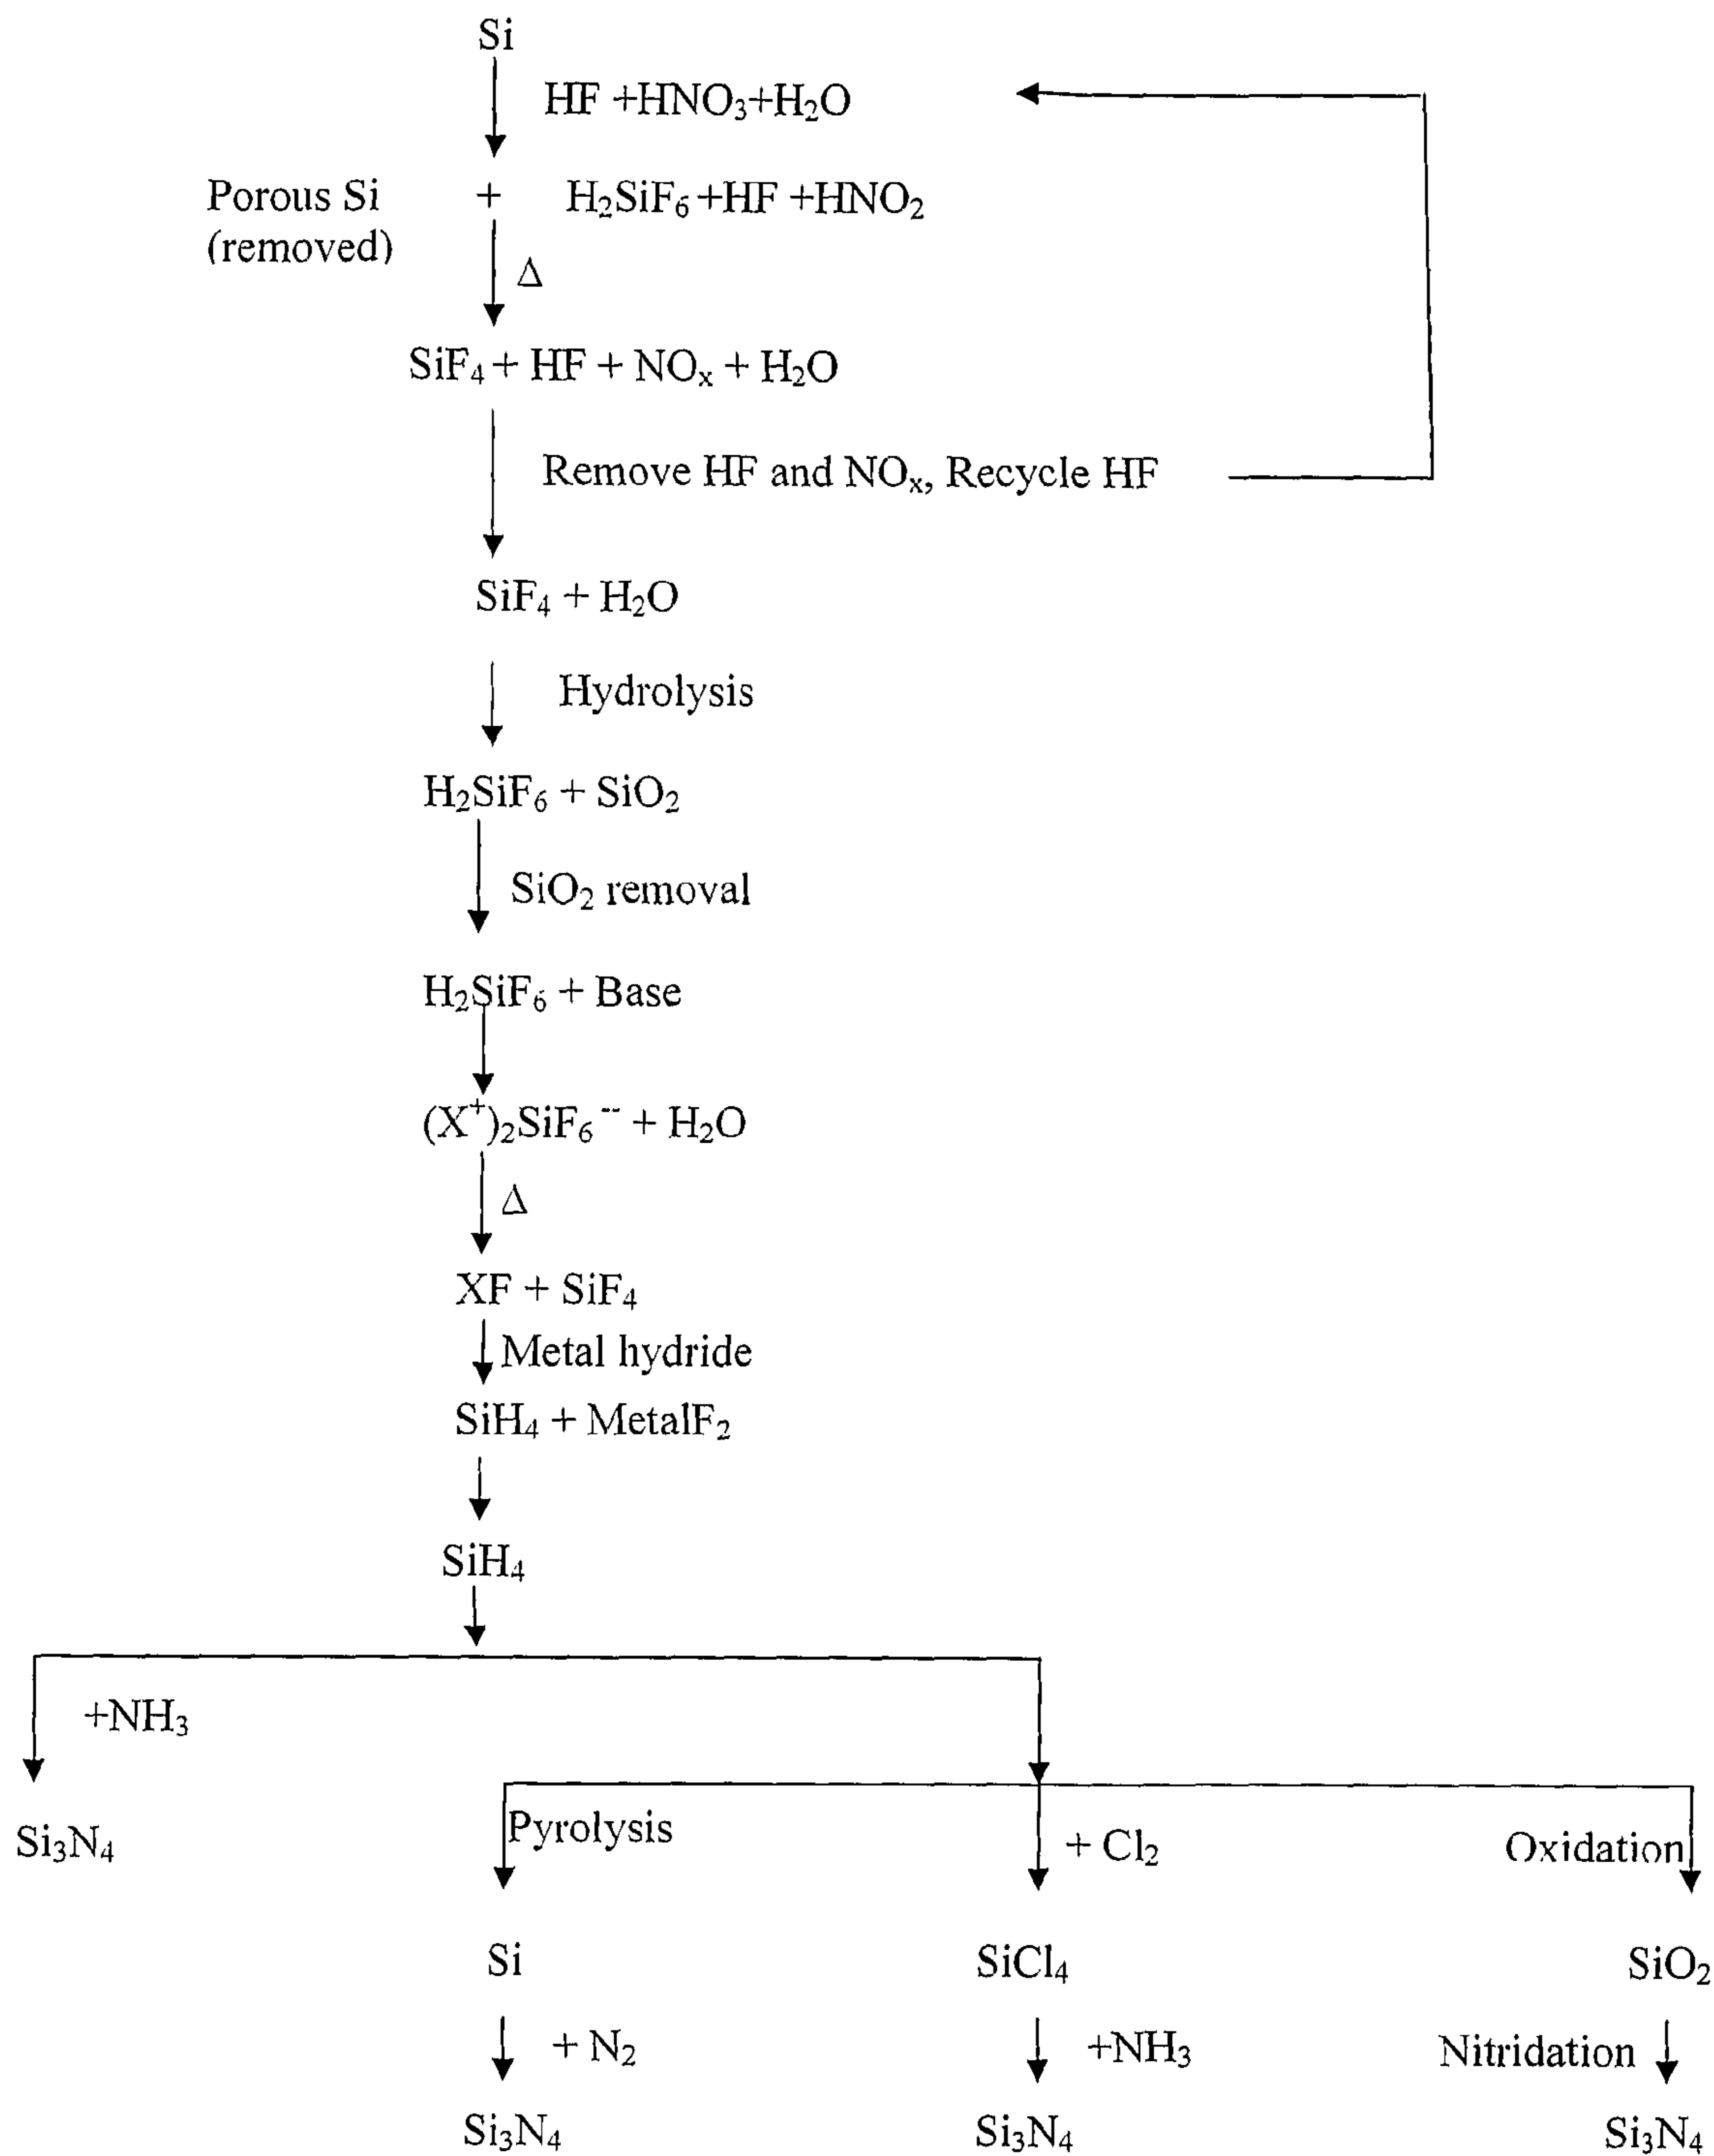 Si
HF +HNO₃+H₂O
Porous Si + H₂SiF₆ +HF +HNO₂
(removed)
Δ
SiF₄ + HF + NOₓ + H₂O
Remove HF and NOₓ, Recycle HF
SiF₄ + H₂O
Hydrolysis
H₂SiF₆ + SiO₂
SiO₂ removal
H₂SiF₆ + Base
(X⁺)₂SiF₆⁻⁻ + H₂O
Δ
XF + SiF₄
Metal hydride
SiH₄ + MetalF₂
SiH₄
+NH₃
Si₃N₄
Pyrolysis
+ Cl₂
Oxidation
Si
SiCl₄
SiO₂
+ N₂
+NH₃
Nitridation
Si₃N₄
Si₃N₄
Si₃N₄